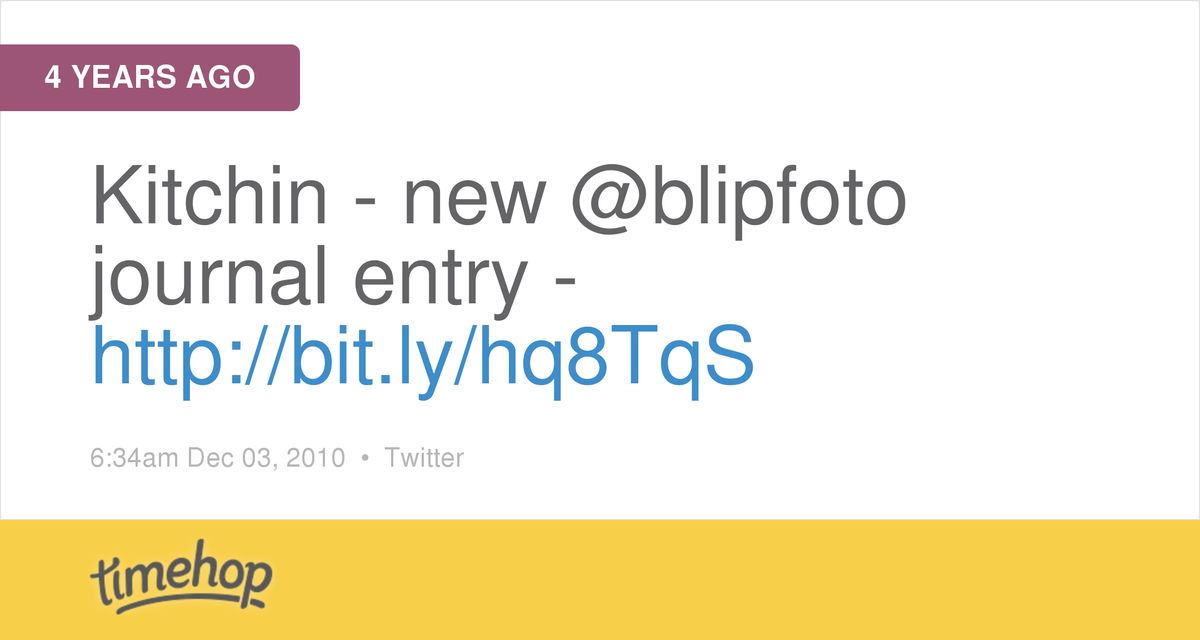 4 YEARS AGO
Kitchin - new @blipfoto
journal entry -
http://bit.ly/hq8TqS
6:34am Dec 03, 2010 • Twitter
timehop